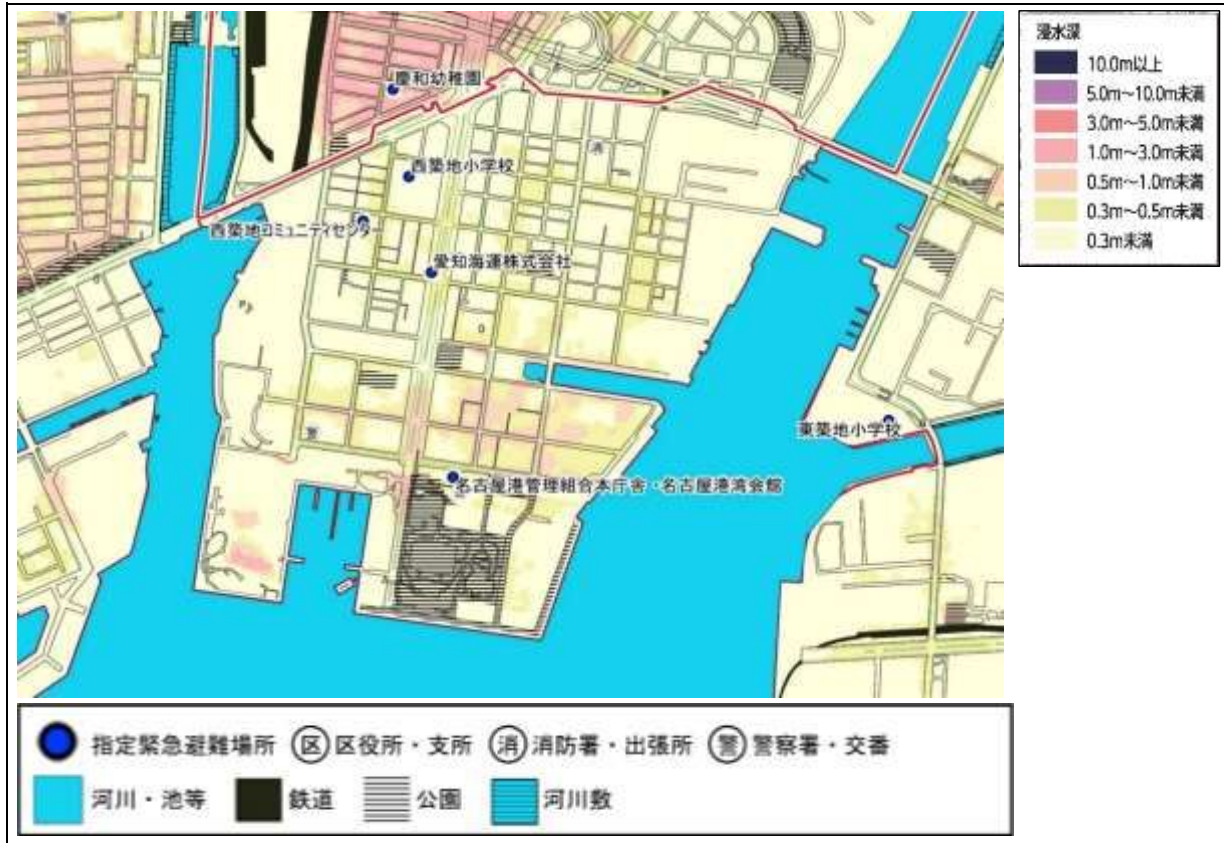 浸水深
10.0m以上
5.0m～10.0m未満
3.0m～5.0m未満
1.0m～3.0m未満
0.5m～1.0m未満
0.3m～0.5m未満
0.3m未満
慶和幼稚園
消
西築地小学校
西築地コミュニティセンター
愛知海運株式会社
東築地小学校
警
名古屋港管理組合本庁舎・名古屋港湾会館
指定緊急避難場所 区 区役所・支所 消 消防署・出張所 警 警察署・交番
河川・池等 鉄道 公園 河川敷